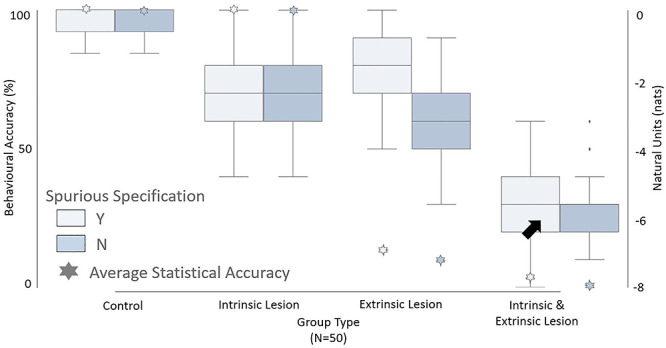 100
50
0
Behavioural Accuracy (%)
Spurious Specification
Y
N
Average Statistical Accuracy
0
-2
-4
-6
-8
Natural Units (nats)
Control
Intrinsic Lesion
Extrinsic Lesion
Intrinsic &
Extrinsic Lesion
Group Type
(N=50)